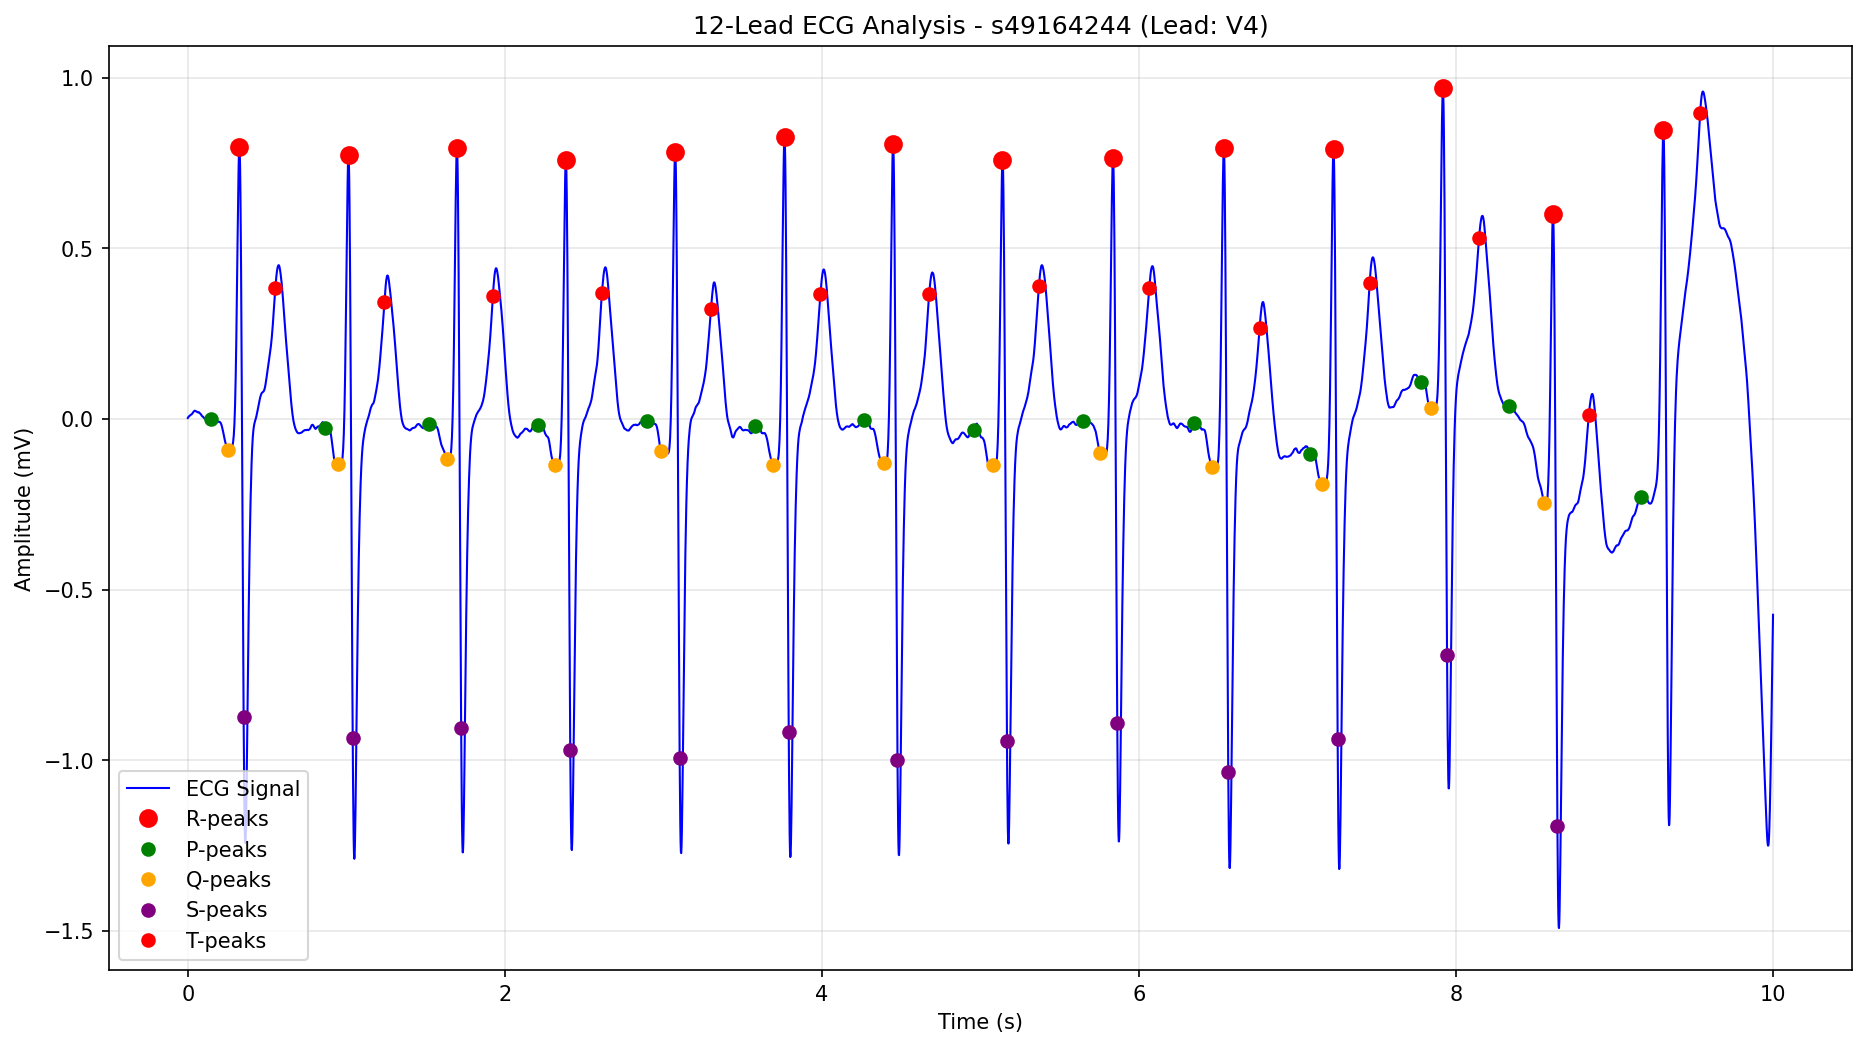 12-Lead ECG Analysis - s49164244 (Lead: V4)
1.0
0.5
0.0
−0.5
−1.0
−1.5
Amplitude (mV)
ECG Signal
R-peaks
P-peaks
Q-peaks
S-peaks
T-peaks
0
2
4
6
8
10
Time (s)